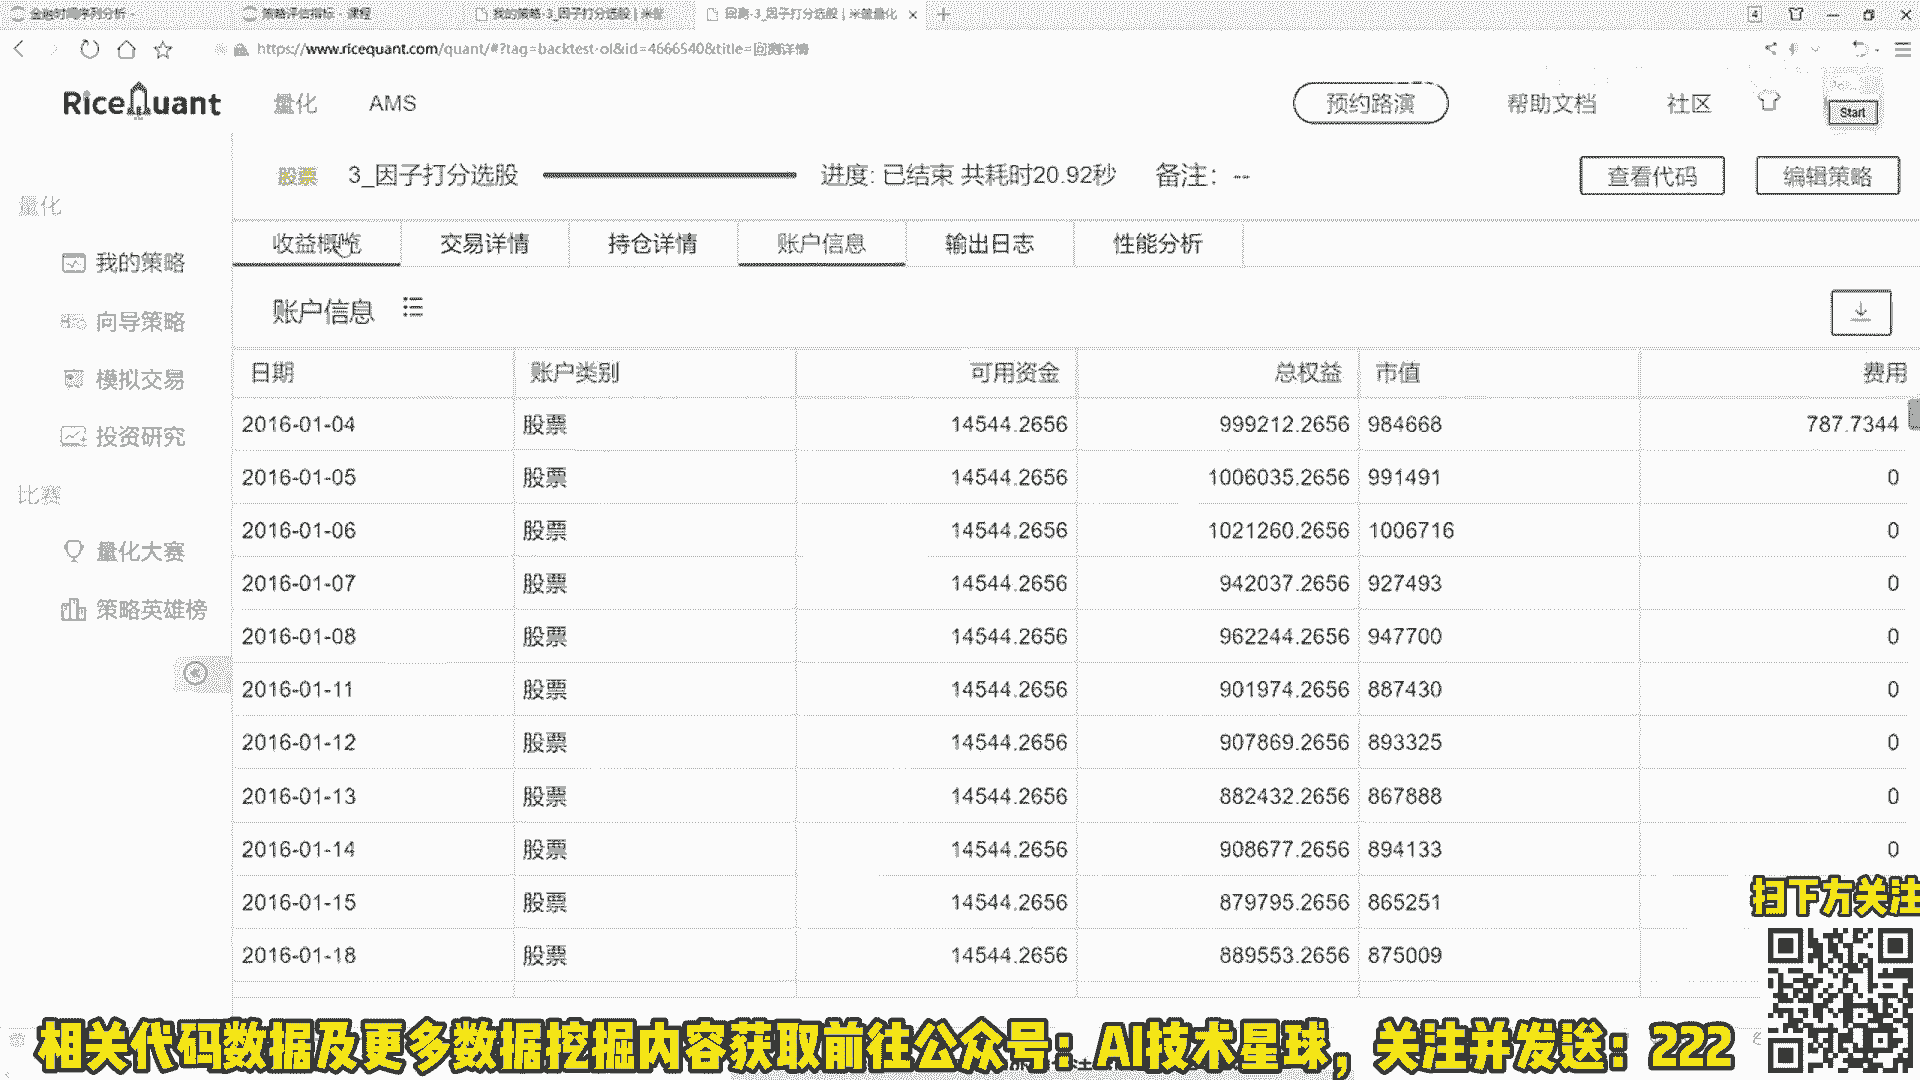 金融时间序列分析 -
策略评估指标 - 课程
我的策略-3_因子打分选股 | 米筐
回测-3_因子打分选股 | 米筐量化
4
https://www.ricequant.com/quant/#?tag=backtest-ol&id=4666540&title=回测详情
RiceQuant
量化
AMS
预约路演
帮助文档
社区
Start
股票
3_因子打分选股
进度: 已结束 共耗时20.92秒
备注: --
查看代码
编辑策略
量化
我的策略
向导策略
模拟交易
投资研究
比赛
量化大赛
策略英雄榜
收益概览
交易详情
持仓详情
账户信息
输出日志
性能分析
账户信息
日期 账户类别 可用资金 总权益 市值 费用
2016-01-04 股票 14544.2656 999212.2656 984668 787.7344
2016-01-05 股票 14544.2656 1006035.2656 991491 0
2016-01-06 股票 14544.2656 1021260.2656 1006716 0
2016-01-07 股票 14544.2656 942037.2656 927493 0
2016-01-08 股票 14544.2656 962244.2656 947700 0
2016-01-11 股票 14544.2656 901974.2656 887430 0
2016-01-12 股票 14544.2656 907869.2656 893325 0
2016-01-13 股票 14544.2656 882432.2656 867888 0
2016-01-14 股票 14544.2656 908677.2656 894133 0
2016-01-15 股票 14544.2656 879795.2656 865251
2016-01-18 股票 14544.2656 889553.2656 875009
扫下方关注
相关代码数据及更多数据挖掘内容获取前往公众号：AI技术星球，关注并发送：222